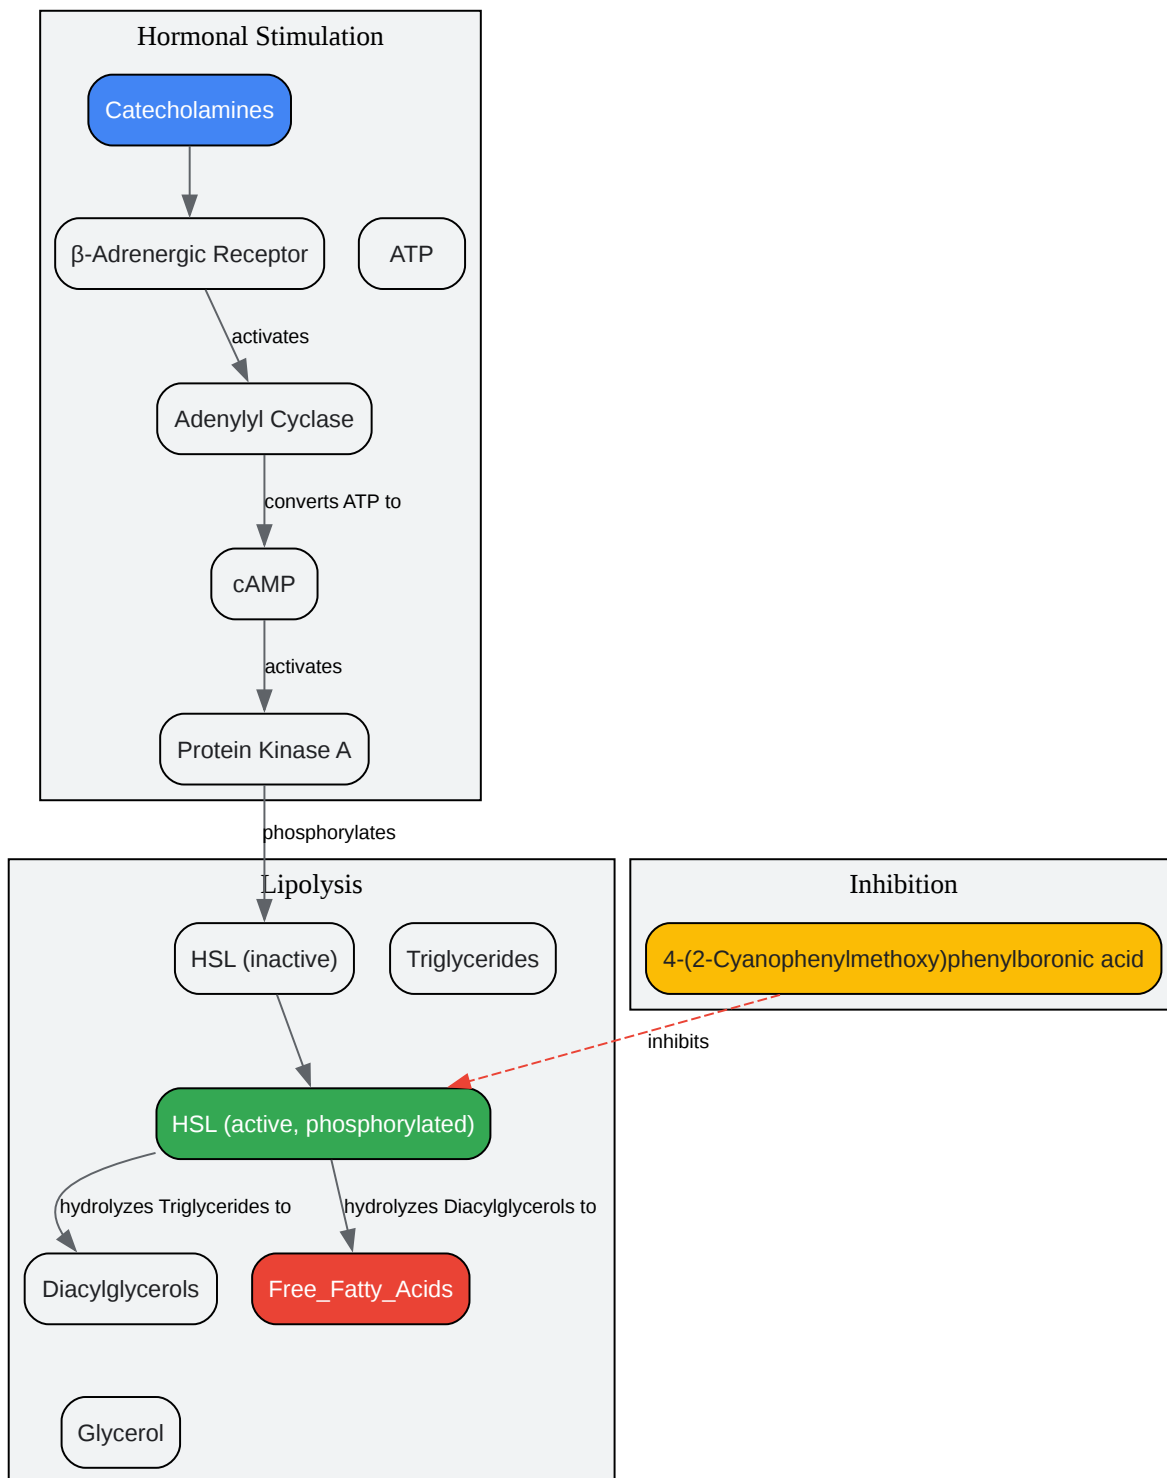 Hormonal Stimulation
Catecholamines
β-Adrenergic Receptor
ATP
activates
Adenylyl Cyclase
converts ATP to
cAMP
activates
Protein Kinase A
phosphorylates
Lipolysis
Inhibition
HSL (inactive)
Triglycerides
4-(2-Cyanophenylmethoxy)phenylboronic acid
inhibits
HSL (active, phosphorylated)
hydrolyzes Triglycerides to
hydrolyzes Diacylglycerols to
Diacylglycerols
Free_Fatty_Acids
Glycerol